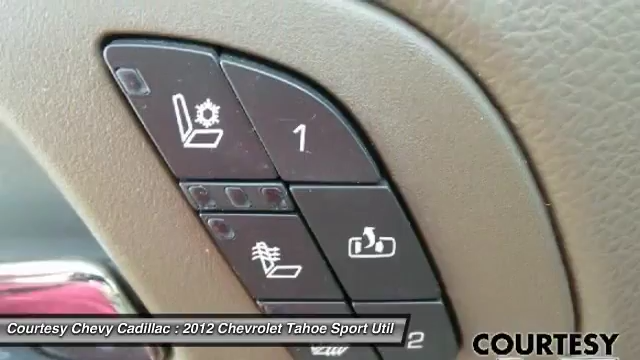 1
2
Courtesy Chevy Cadillac : 2012 Chevrolet Tahoe Sport Util
COURTESY